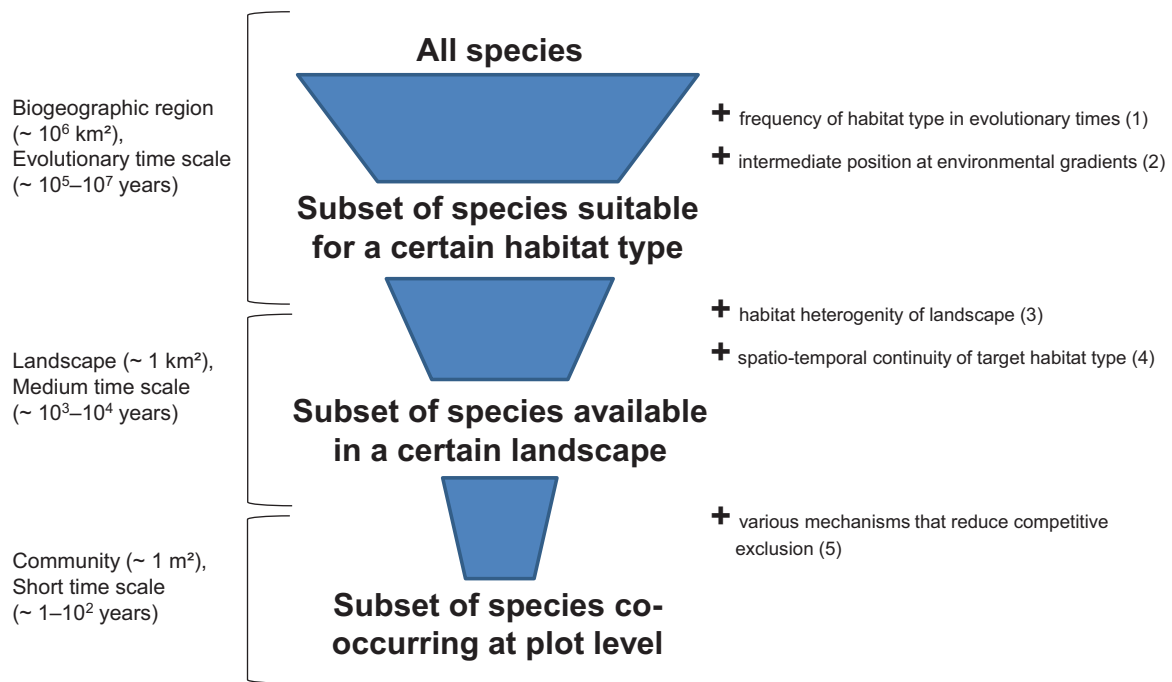 All species
Biogeographic region
(~ 10⁶ km²),
Evolutionary time scale
(~ 10⁵–10⁷ years)
+ frequency of habitat type in evolutionary times (1)
+ intermediate position at environmental gradients (2)
Subset of species suitable
for a certain habitat type
Landscape (~ 1 km²),
Medium time scale
(~ 10³–10⁴ years)
+ habitat heterogenity of landscape (3)
+ spatio-temporal continuity of target habitat type (4)
Subset of species available
in a certain landscape
Community (~ 1 m²),
Short time scale
(~ 1–10² years)
+ various mechanisms that reduce competitive
exclusion (5)
Subset of species co-
occurring at plot level